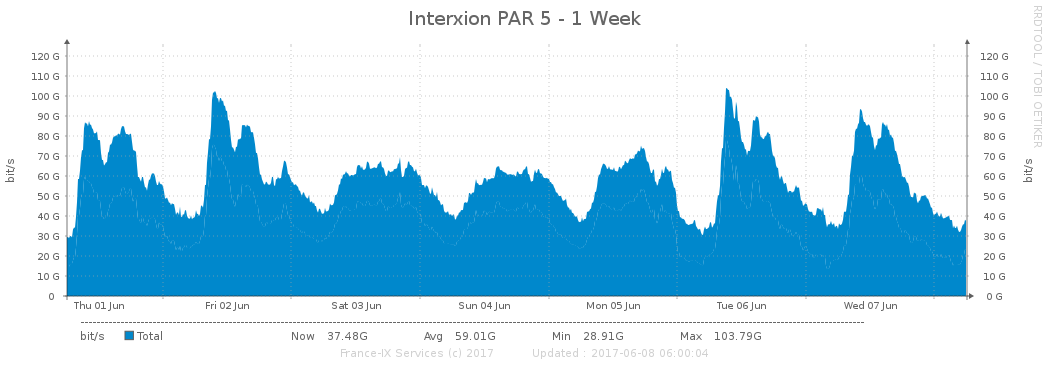 Interxion PAR 5 - 1 Week
RRDTOOL / TOBI OETIKER
120 G 120 G
110 G 110 G
100 G 100 G
90 G 90 G
80 G 80 G
70 G 70 G
60 G 60 G
50 G 50 G
40 G 40 G
30 G 30 G
20 G 20 G
10 G 10 G
0 0 G
bit/s
bit/s
Thu 01 Jun Fri 02 Jun Sat 03 Jun Sun 04 Jun Mon 05 Jun Tue 06 Jun Wed 07 Jun
bit/s Total Now 37.48G Avg 59.01G Min 28.91G Max 103.79G
France-IX Services (c) 2017 Updated : 2017-06-08 06:00:04